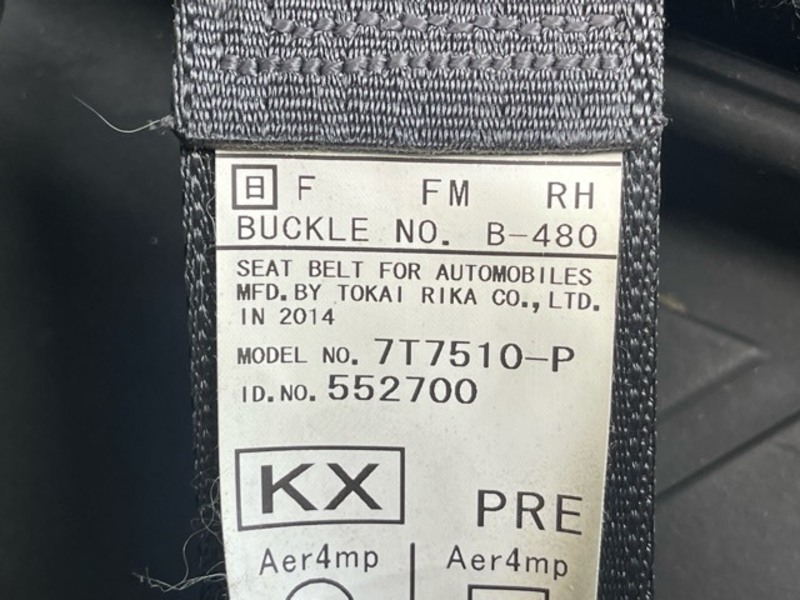 日 F FM RH
BUCKLE NO. B-480
SEAT BELT FOR AUTOMOBILES
MFD. BY TOKAI RIKA CO., LTD.
IN 2014
MODEL NO. 7T7510-P
ID.NO. 552700
KX PRE
Aer4mp Aer4mp